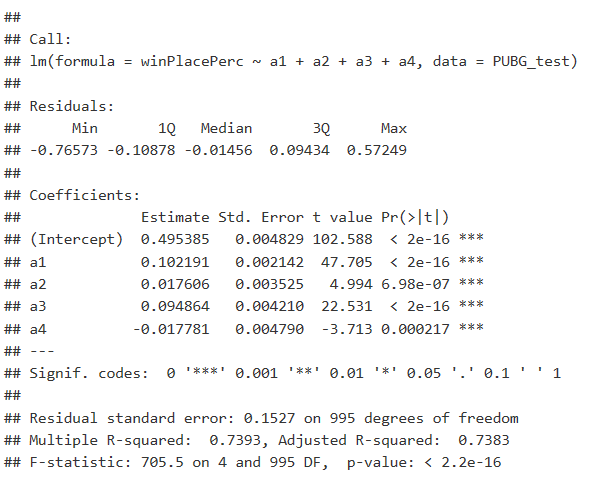 ##
## Call:
## lm(formula = winPlacePerc ~ a1 + a2 + a3 + a4, data = PUBG_test)
##
## Residuals:
##      Min       1Q   Median       3Q      Max
## -0.76573 -0.10878 -0.01456  0.09434  0.57249
##
## Coefficients:
##              Estimate Std. Error t value Pr(>|t|)
## (Intercept)  0.495385   0.004829 102.588  < 2e-16 ***
## a1           0.102191   0.002142  47.705  < 2e-16 ***
## a2           0.017606   0.003525   4.994 6.98e-07 ***
## a3           0.094864   0.004210  22.531  < 2e-16 ***
## a4          -0.017781   0.004790  -3.713 0.000217 ***
## ---
## Signif. codes:  0 '***' 0.001 '**' 0.01 '*' 0.05 '.' 0.1 ' ' 1
##
## Residual standard error: 0.1527 on 995 degrees of freedom
## Multiple R-squared:  0.7393, Adjusted R-squared:  0.7383
## F-statistic: 705.5 on 4 and 995 DF,  p-value: < 2.2e-16